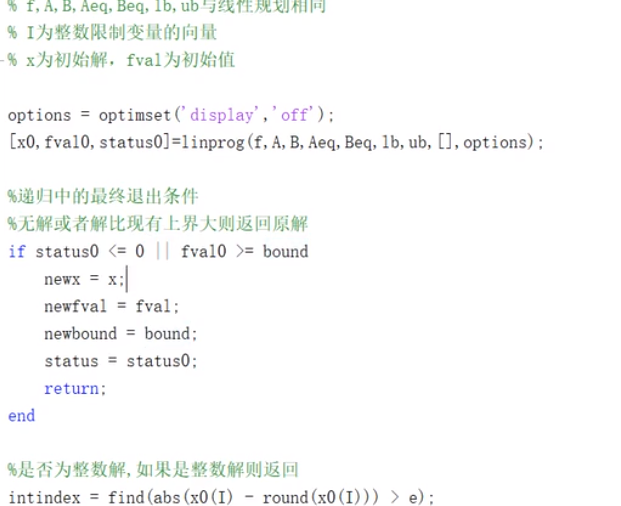 % f,A,B,Aeq,Beq,lb,ub与线性规划相同
% I为整数限制变量的向量
% x为初始解，fval为初始值
options = optimset('display','off');
[x0,fval0,status0]=linprog(f,A,B,Aeq,Beq,lb,ub,[],options);
%递归中的最终退出条件
%无解或者解比现有上界大则返回原解
if status0 <= 0 || fval0 >= bound
newx = x;
newfval = fval;
newbound = bound;
status = status0;
return;
end
%是否为整数解,如果是整数解则返回
intindex = find(abs(x0(I) - round(x0(I))) > e);